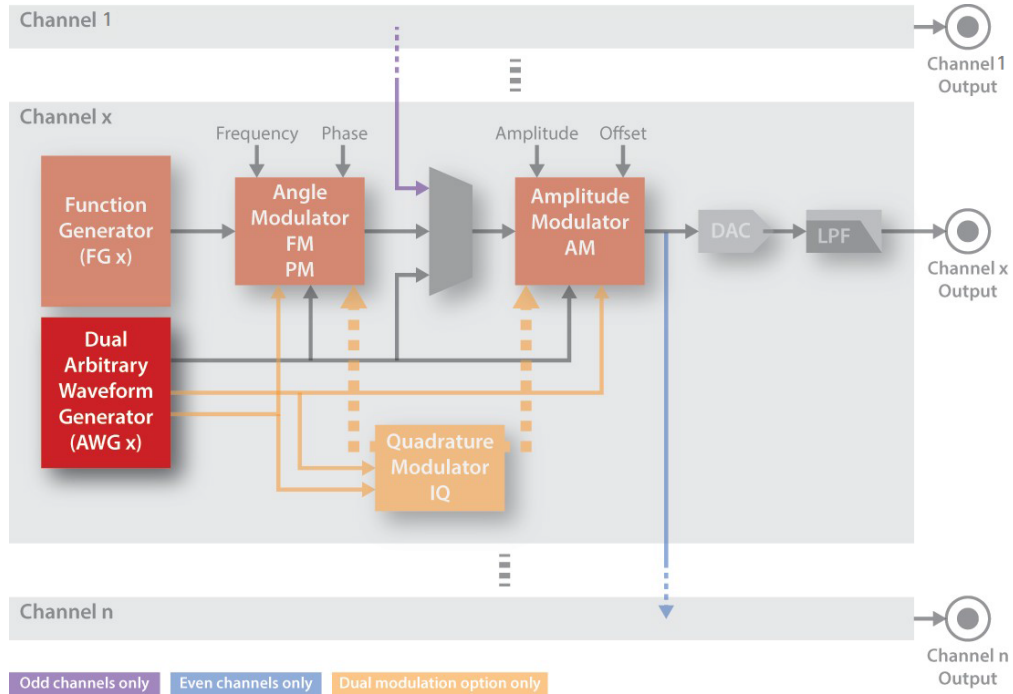 Channel 1
Channel 1
Output
Channel x
Frequency
Phase
Amplitude
Offset
Function
Generator
(FG x)
Angle
Modulator
FM
PM
Amplitude
Modulator
AM
DAC
LPF
Channel x
Output
Dual
Arbitrary
Waveform
Generator
(AWG x)
Quadrature
Modulator
IQ
Channel n
Channel n
Output
Odd channels only
Even channels only
Dual modulation option only